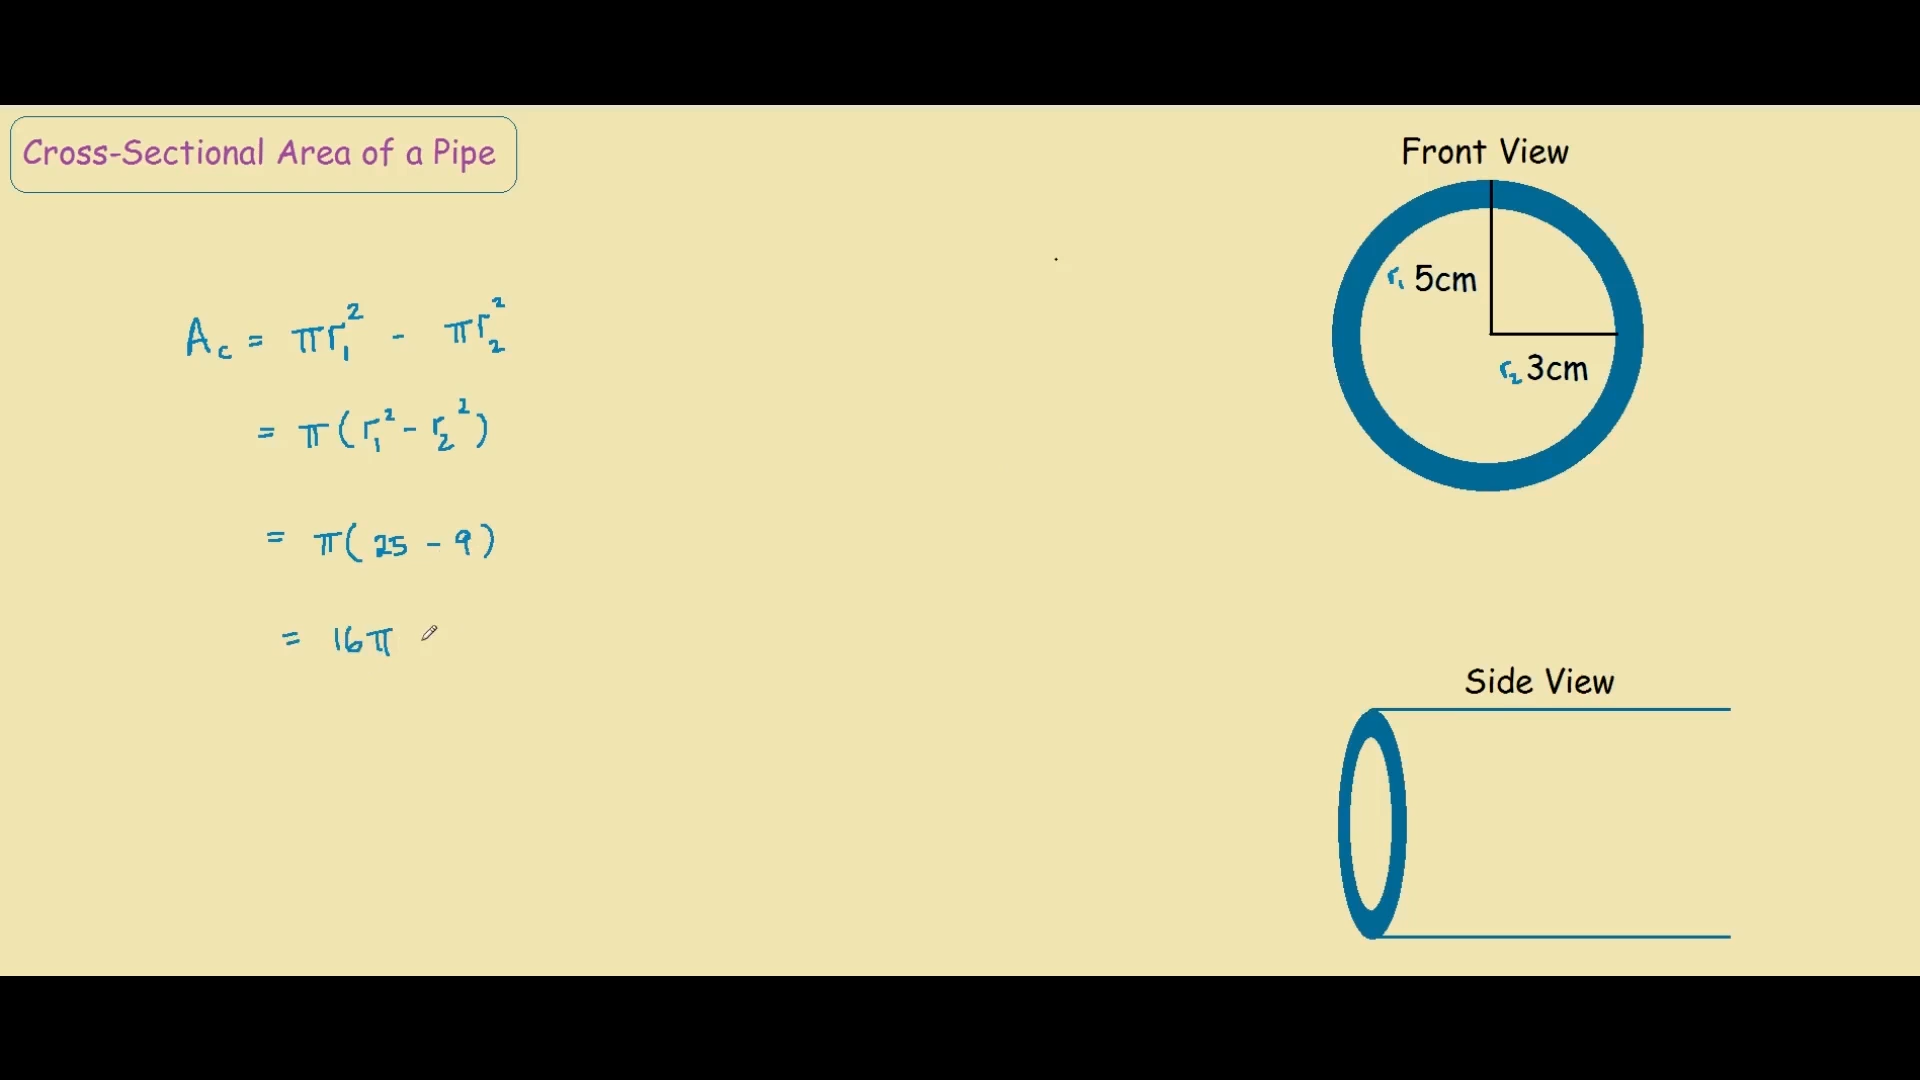 Cross-Sectional Area of a Pipe
Front View
r₁ 5cm
r₂ 3cm
A_c = πr₁² - πr₂²
= π(r₁² - r₂²)
= π(25 - 9)
= 16π
Side View